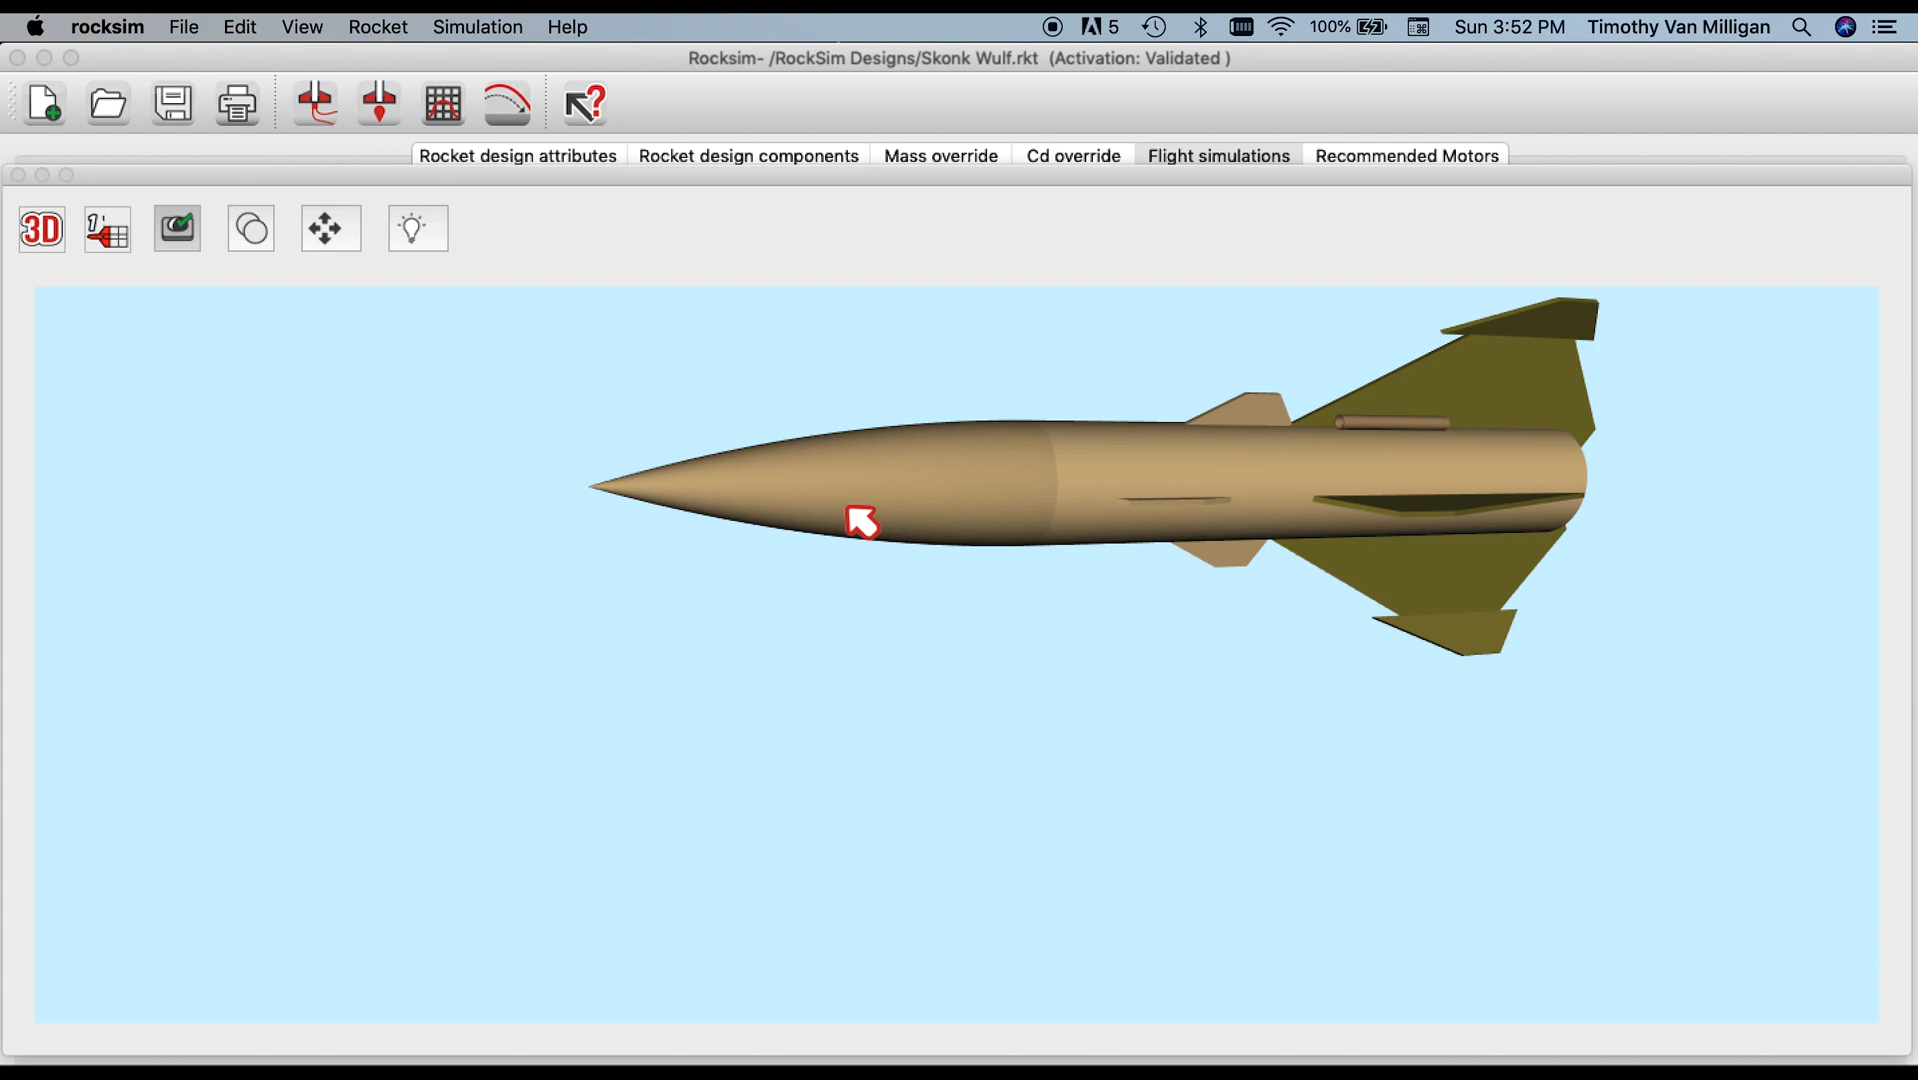 rocksim File Edit View Rocket Simulation Help 5 100% Sun 3:52 PM Timothy Van Milligan
Rocksim- /RockSim Designs/Skonk Wulf.rkt (Activation: Validated )
?
Rocket design attributes Rocket design components Mass override Cd override Flight simulations Recommended Motors
3D 1'